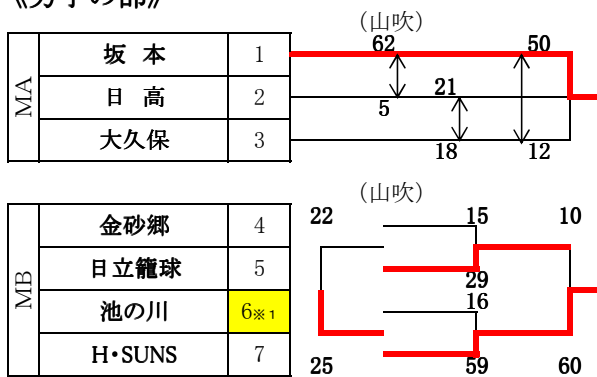 《男子の部》
(山吹)
MA
坂 本 1 62 50
日 高 2 5 21
大久保 3 18 12
(山吹)
MB
金砂郷 4 22 15 10
日立籠球 5 29
池の川 6※1 16
H・SUNS 7 25 59 60